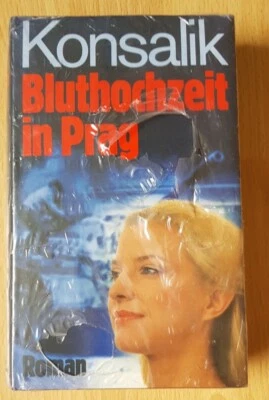 Konsalik
Bluthochzeit
in Prag
Roman